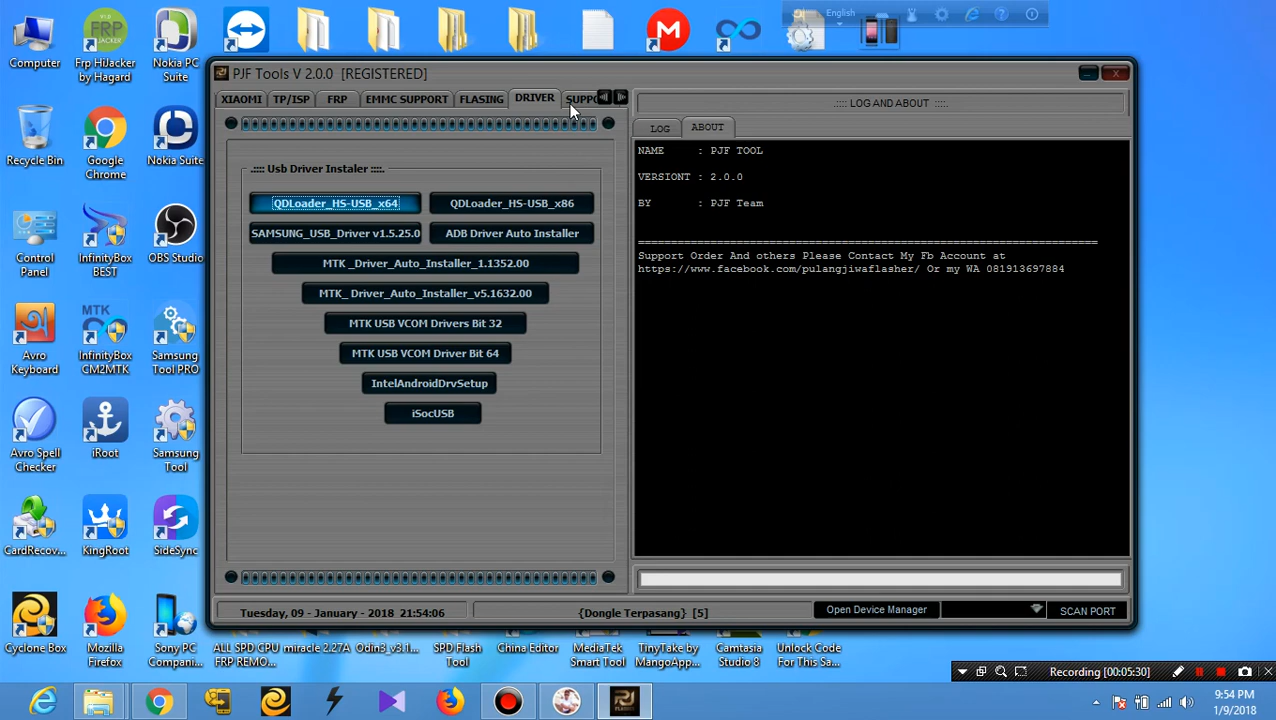 English
Computer
Frp HiJacker
by Hagard
Nokia PC
Suite
PJF Tools V 2.0.0 [REGISTERED]
XIAOMI
TP/ISP
FRP
EMMC SUPPORT
FLASING
DRIVER
SUPPO
.:::: LOG AND ABOUT ::::.
LOG
ABOUT
Recycle Bin
Google
Chrome
Nokia Suite
.:::: Usb Driver Instaler ::::.
QDLoader_HS-USB_x64
QDLoader_HS-USB_x86
SAMSUNG_USB_Driver v1.5.25.0
ADB Driver Auto Installer
MTK _Driver_Auto_Installer_1.1352.00
MTK_ Driver_Auto_Installer_v5.1632.00
MTK USB VCOM Drivers Bit 32
MTK USB VCOM Driver Bit 64
IntelAndroidDrvSetup
iSocUSB
NAME : PJF TOOL
VERSIONT : 2.0.0
BY : PJF Team
==================================================================
Support Order And others Please Contact My Fb Account at
https://www.facebook.com/pulangjiwaflasher/ Or my WA 081913697884
Control
Panel
InfinityBox
BEST
OBS Studio
Avro
Keyboard
MTK
InfinityBox
CM2MTK
Samsung
Tool PRO
Avro Spell
Checker
iRoot
Samsung
Tool
CardRecov...
KingRoot
SideSync
Tuesday, 09 - January - 2018 21:54:06
{Dongle Terpasang} [5]
Open Device Manager
SCAN PORT
Cyclone Box
Mozilla
Firefox
Sony PC
Compani...
ALL SPD CPU
FRP REMO...
miracle 2.27A
Odin3_v3.1...
SPD Flash
Tool
China Editor
MediaTek
Smart Tool
TinyTake by
MangoApp...
Camtasia
Studio 8
Unlock Code
For This Sa...
Recording [00:05:30]
9:54 PM
1/9/2018